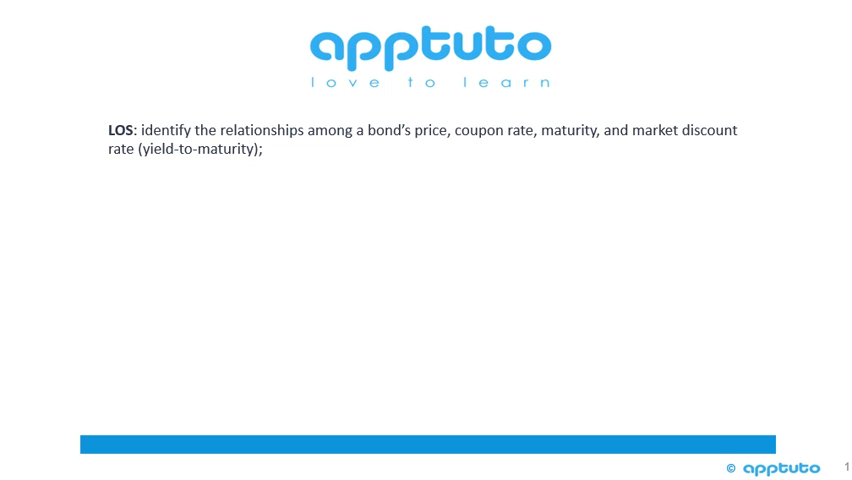 apptuto
love to learn
LOS: identify the relationships among a bond’s price, coupon rate, maturity, and market discount
rate (yield-to-maturity);
© apptuto
1